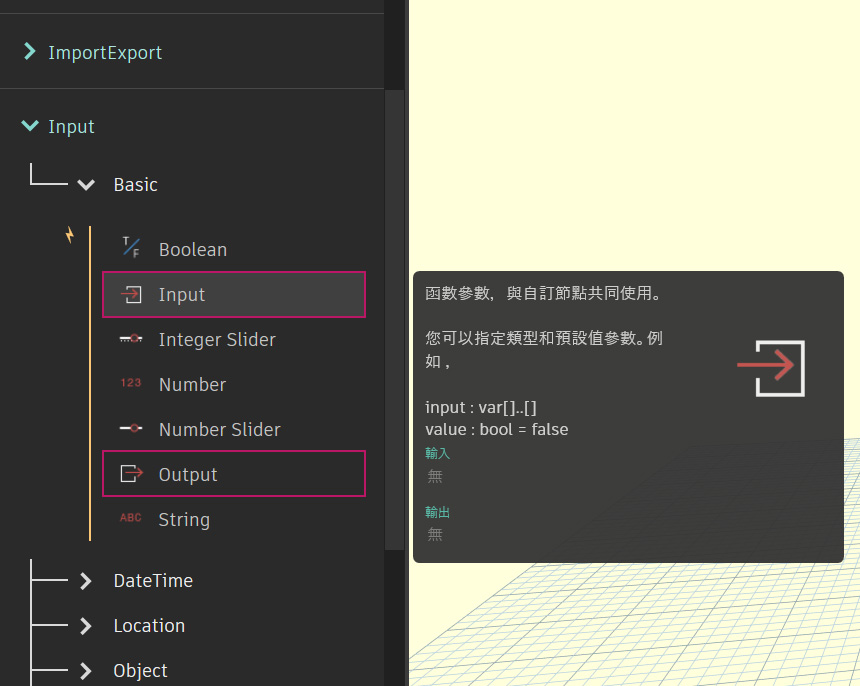 ImportExport
Input
Basic
T/F Boolean
Input
Integer Slider
123 Number
Number Slider
Output
ABC String
DateTime
Location
Object
函數參數，與自訂節點共同使用。
您可以指定類型和預設值參數。例
如，
input : var[]..[]
value : bool = false
輸入
無
輸出
無